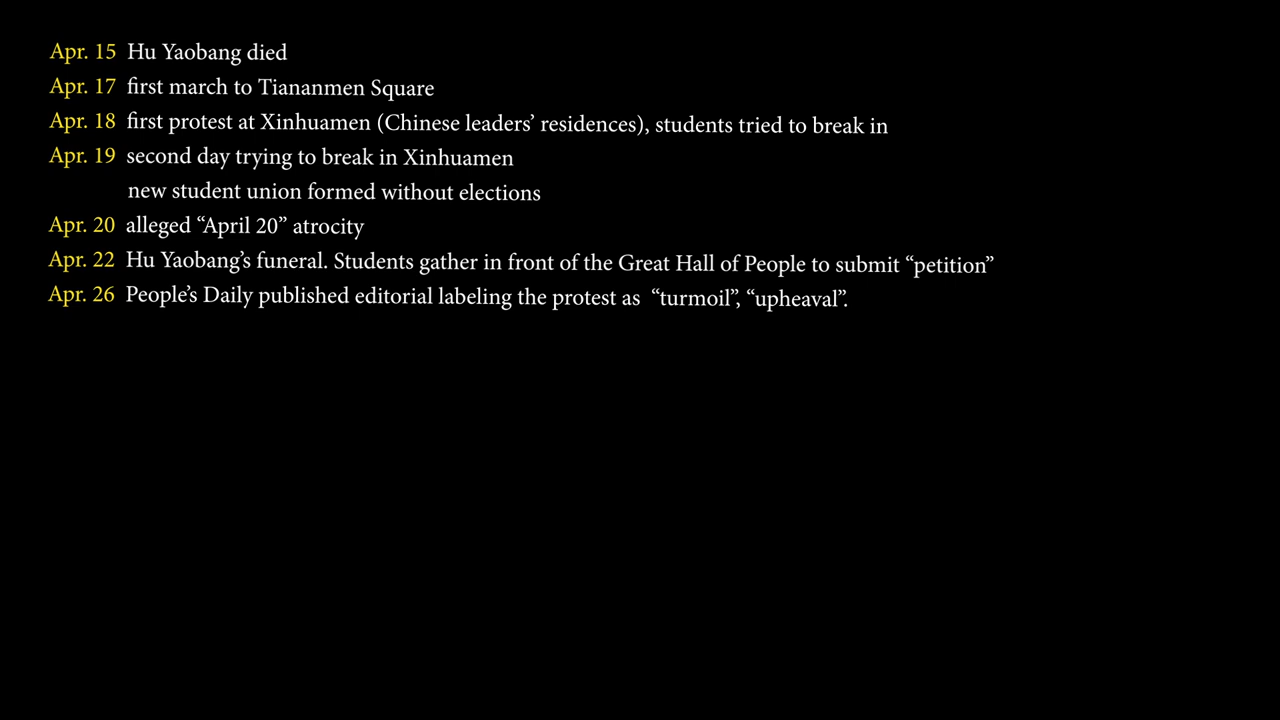 Apr. 15 Hu Yaobang died
Apr. 17 first march to Tiananmen Square
Apr. 18 first protest at Xinhuamen (Chinese leaders’ residences), students tried to break in
Apr. 19 second day trying to break in Xinhuamen
new student union formed without elections
Apr. 20 alleged “April 20” atrocity
Apr. 22 Hu Yaobang’s funeral. Students gather in front of the Great Hall of People to submit “petition”
Apr. 26 People’s Daily published editorial labeling the protest as “turmoil”, “upheaval”.